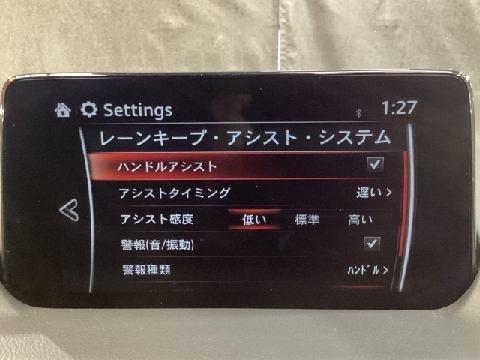 Settings 1:27
レーンキープ・アシスト・システム
ハンドルアシスト
アシストタイミング 遅い
アシスト感度 低い 標準 高い
警報(音/振動)
警報種類 ﾊﾝﾄﾞﾙ